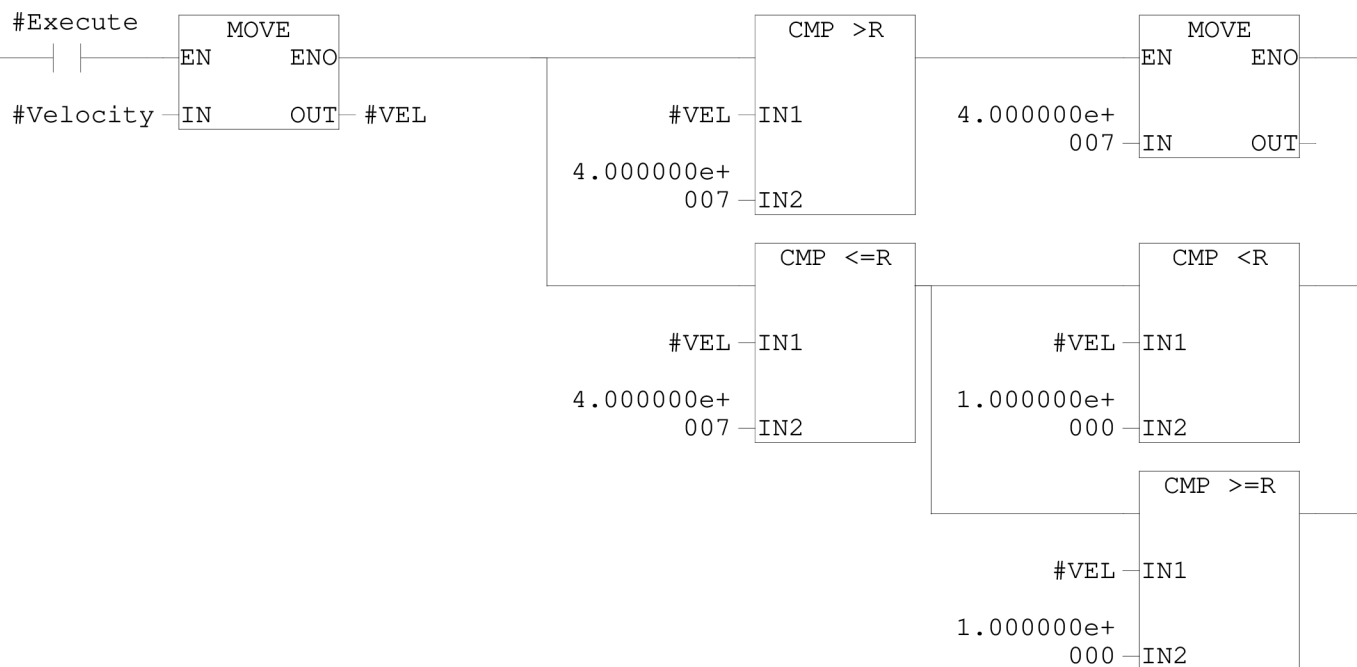 #Execute
MOVE
EN ENO
#Velocity IN OUT #VEL
CMP >R
#VEL IN1
4.000000e+
007 IN2
MOVE
EN ENO
4.000000e+
007 IN OUT
CMP <=R
#VEL IN1
4.000000e+
007 IN2
CMP <R
#VEL IN1
1.000000e+
000 IN2
CMP >=R
#VEL IN1
1.000000e+
000 IN2